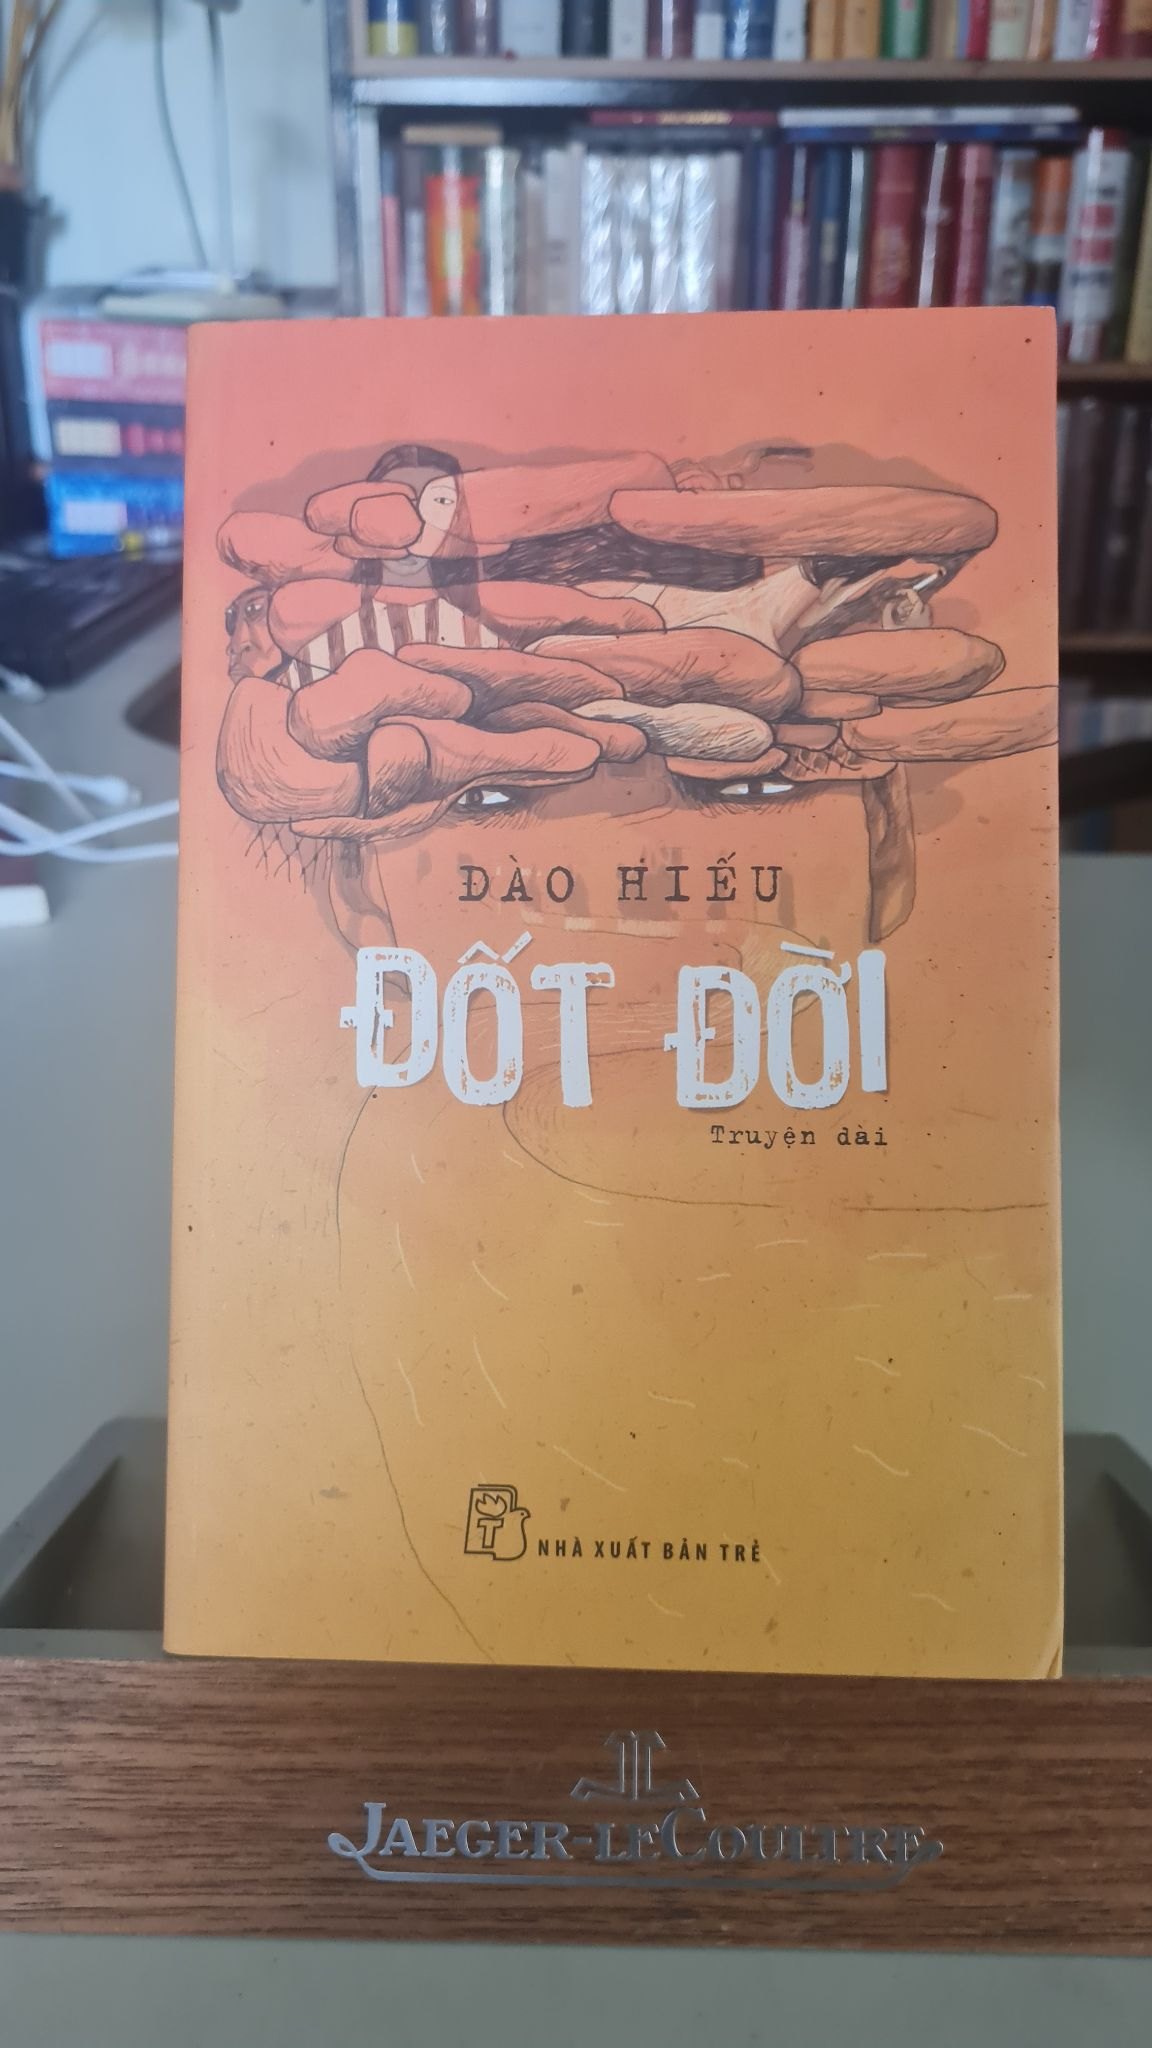 ĐÀO HIẾU
ĐỐT ĐỜI
Truyện dài
T
NHÀ XUẤT BẢN TRẺ
JAEGER-LECOULTRE